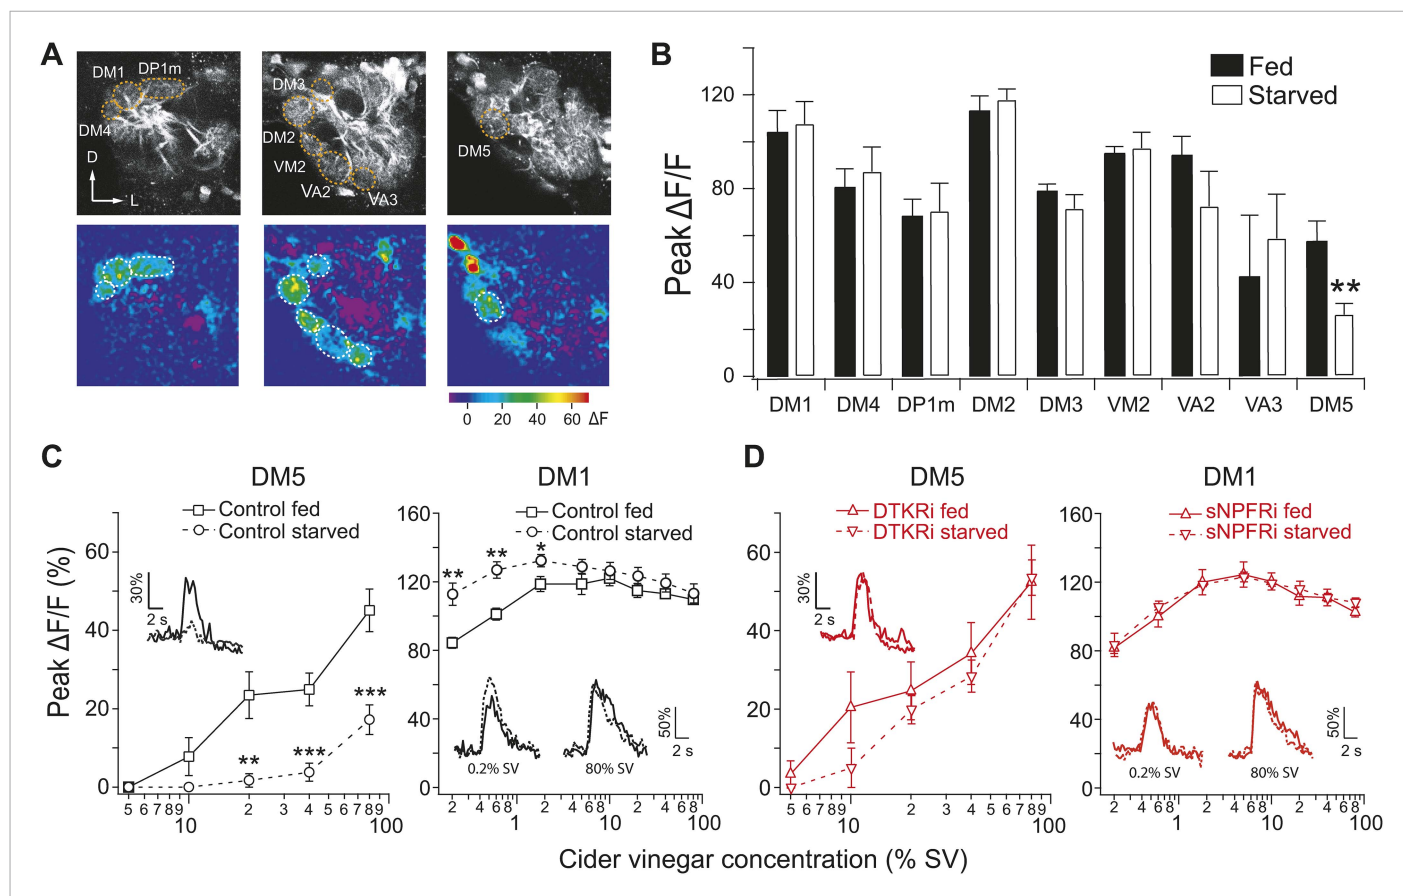 A
DM1
DP1m
DM4
D
L
DM3
DM2
VM2
VA2
VA3
DM5
0 20 40 60 ΔF
B
Fed
Starved
Peak ΔF/F
120
80
40
0
DM1 DM4 DP1m DM2 DM3 VM2 VA2 VA3 DM5
**
C
DM5
Control fed
Control starved
Peak ΔF/F (%)
60
40
20
0
30%
2 s
**
***
***
5 6 7 8 9 2 3 4 5 6 7 8 9
10 100
DM1
Control fed
Control starved
160
120
80
40
0
**
**
*
0.2% SV
80% SV
50%
2 s
2 4 6 8 2 4 6 8 2 4 6 8
1 10 100
D
DM5
DTKRi fed
DTKRi starved
60
40
20
0
30%
2 s
5 6 7 8 9 2 3 4 5 6 7 8 9
10 100
DM1
sNPFRi fed
sNPFRi starved
160
120
80
40
0
0.2% SV
80% SV
50%
2 s
2 4 6 8 2 4 6 8 2 4 6 8
1 10 100
Cider vinegar concentration (% SV)